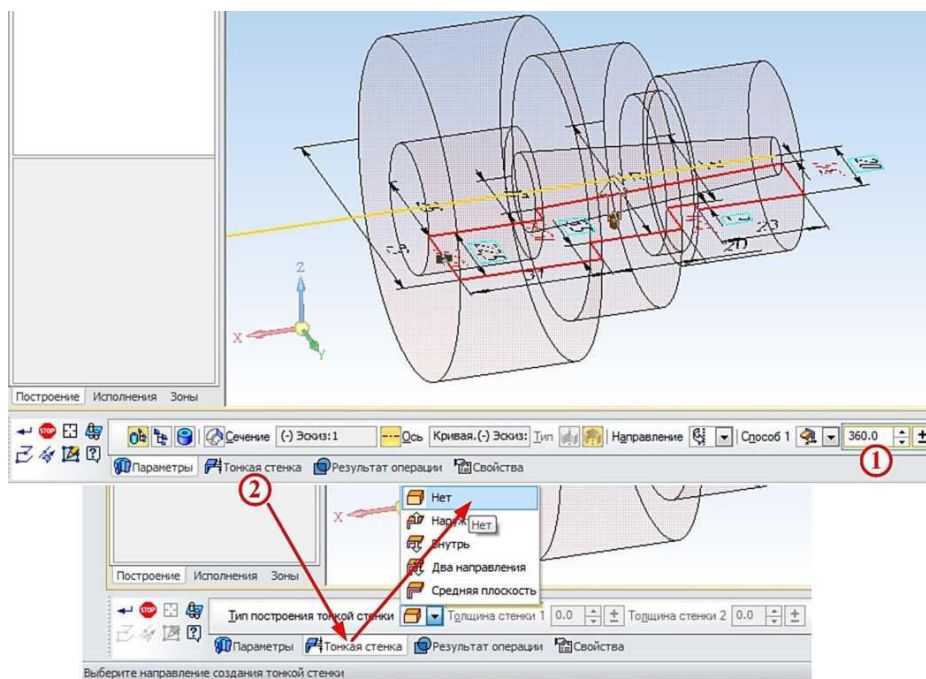 Z
X
Y
31
20
23
Построение Исполнения Зоны
STOP Сечение (-) Эскиз:1 Ось Кривая.(-) Эскиз: Тип Направление Способ 1 360.0
1
Параметры Тонкая стенка Результат операции Свойства
2
Нет
Наруж Нет
Внутрь
Два направления
Средняя плоскость
X
Построение Исполнения Зоны
STOP Тип построения тонкой стенки Толщина стенки 1 0.0 Толщина стенки 2 0.0
Параметры Тонкая стенка Результат операции Свойства
Выберите направление создания тонкой стенки